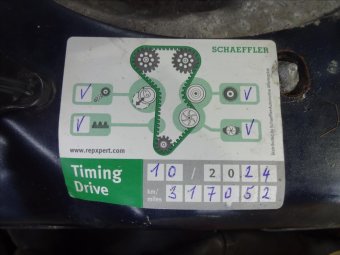 SCHAEFFLER
www.repxpert.com
Timing 10 / 2024
Drive km/ miles 317052